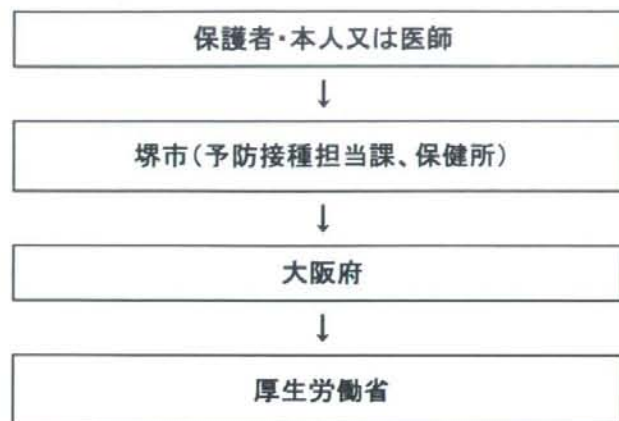 保護者・本人又は医師
↓
堺市(予防接種担当課、保健所)
↓
大阪府
↓
厚生労働省